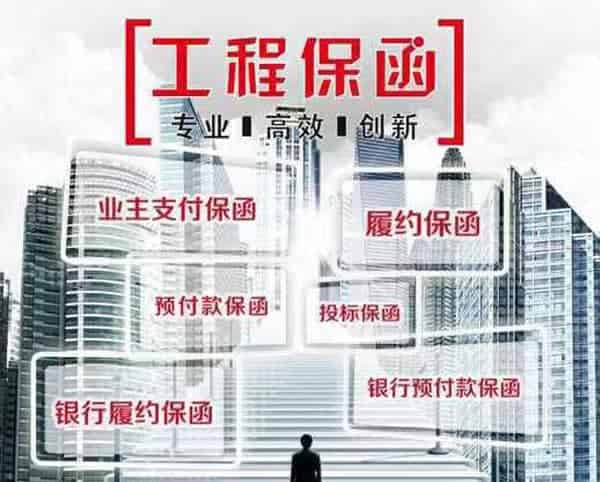 工程保函
专业▮高效▮创新
业主支付保函
履约保函
预付款保函
投标保函
银行履约保函
银行预付款保函